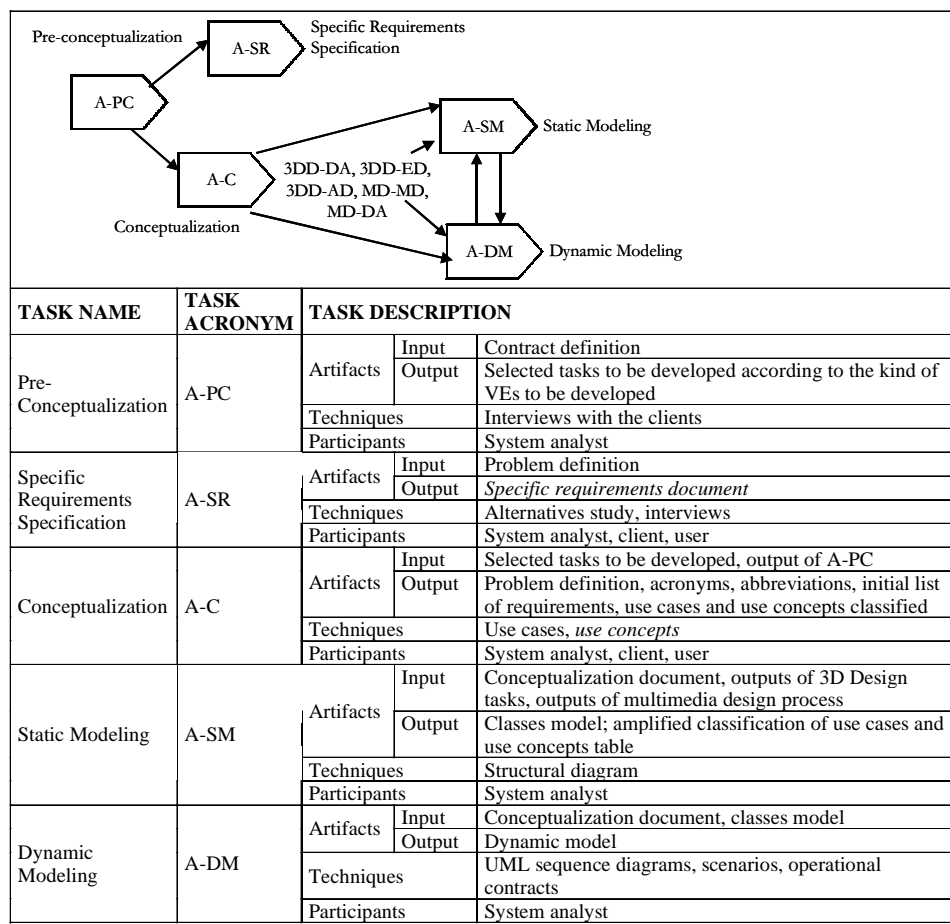 Pre-conceptualization
A-SR
Specific Requirements
Specification
A-PC
A-SM
Static Modeling
A-C
3DD-DA, 3DD-ED,
3DD-AD, MD-MD,
MD-DA
Conceptualization
A-DM
Dynamic Modeling
TASK NAME
TASK
ACRONYM
TASK DESCRIPTION
Pre-
Conceptualization
A-PC
Artifacts
Input
Contract definition
Output
Selected tasks to be developed according to the kind of
VEs to be developed
Techniques
Interviews with the clients
Participants
System analyst
Specific
Requirements
Specification
A-SR
Artifacts
Input
Problem definition
Output
Specific requirements document
Techniques
Alternatives study, interviews
Participants
System analyst, client, user
Conceptualization
A-C
Artifacts
Input
Selected tasks to be developed, output of A-PC
Output
Problem definition, acronyms, abbreviations, initial list
of requirements, use cases and use concepts classified
Techniques
Use cases, use concepts
Participants
System analyst, client, user
Static Modeling
A-SM
Artifacts
Input
Conceptualization document, outputs of 3D Design
tasks, outputs of multimedia design process
Output
Classes model; amplified classification of use cases and
use concepts table
Techniques
Structural diagram
Participants
System analyst
Dynamic
Modeling
A-DM
Artifacts
Input
Conceptualization document, classes model
Output
Dynamic model
Techniques
UML sequence diagrams, scenarios, operational
contracts
Participants
System analyst